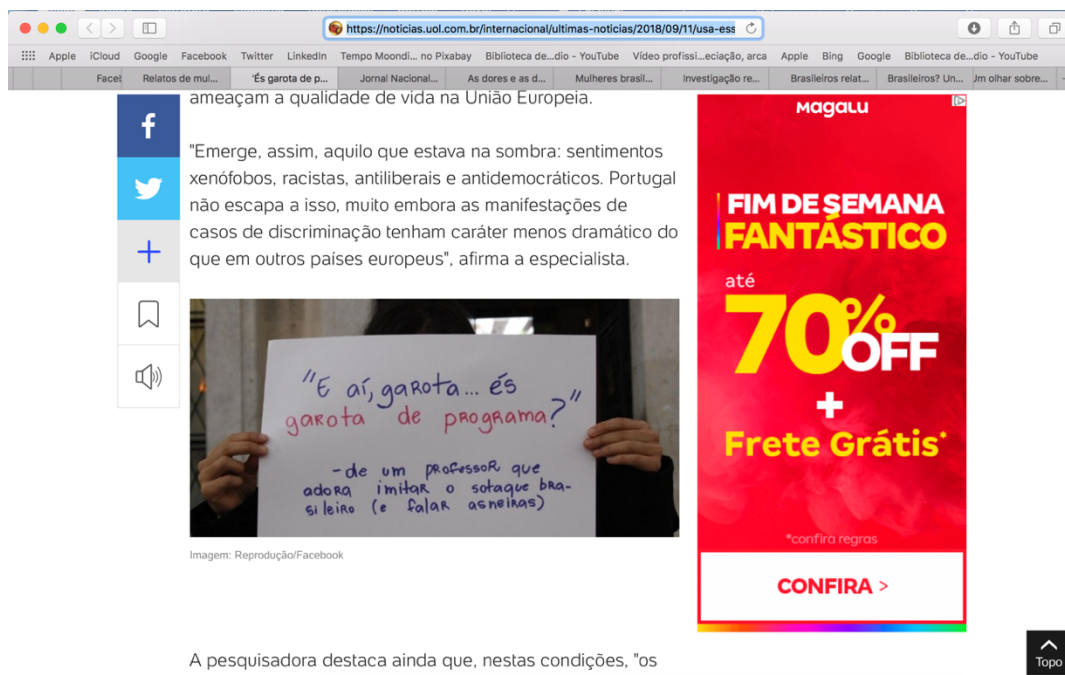 https://noticias.uol.com.br/internacional/ultimas-noticias/2018/09/11/usa-ess
Apple iCloud Google Facebook Twitter LinkedIn Tempo Moondi... no Pixabay Biblioteca de...dio - YouTube Vídeo profissi...eciação, arca Apple Bing Google Biblioteca de...dio - YouTube
Facel Relatos de mul... 'És garota de p... Jornal Nacional... As dores e as d... Mulheres brasil... Investigação re... Brasileiros relat... Brasileiros? Un... Jm olhar sobre...
ameaçam a qualidade de vida na União Europeia.
"Emerge, assim, aquilo que estava na sombra: sentimentos
xenófobos, racistas, antiliberais e antidemocráticos. Portugal
não escapa a isso, muito embora as manifestações de
casos de discriminação tenham caráter menos dramático do
que em outros países europeus", afirma a especialista.
"E aí, garota... és
garota de programa?"
- de um professor que
adora imitar o sotaque bra-
sileiro (e falar asneiras)
Imagem: Reprodução/Facebook
A pesquisadora destaca ainda que, nestas condições, "os
Magalu
FIM DE SEMANA
FANTÁSTICO
até
70%
OFF
+
Frete Grátis*
*confira regras
CONFIRA >
Topo